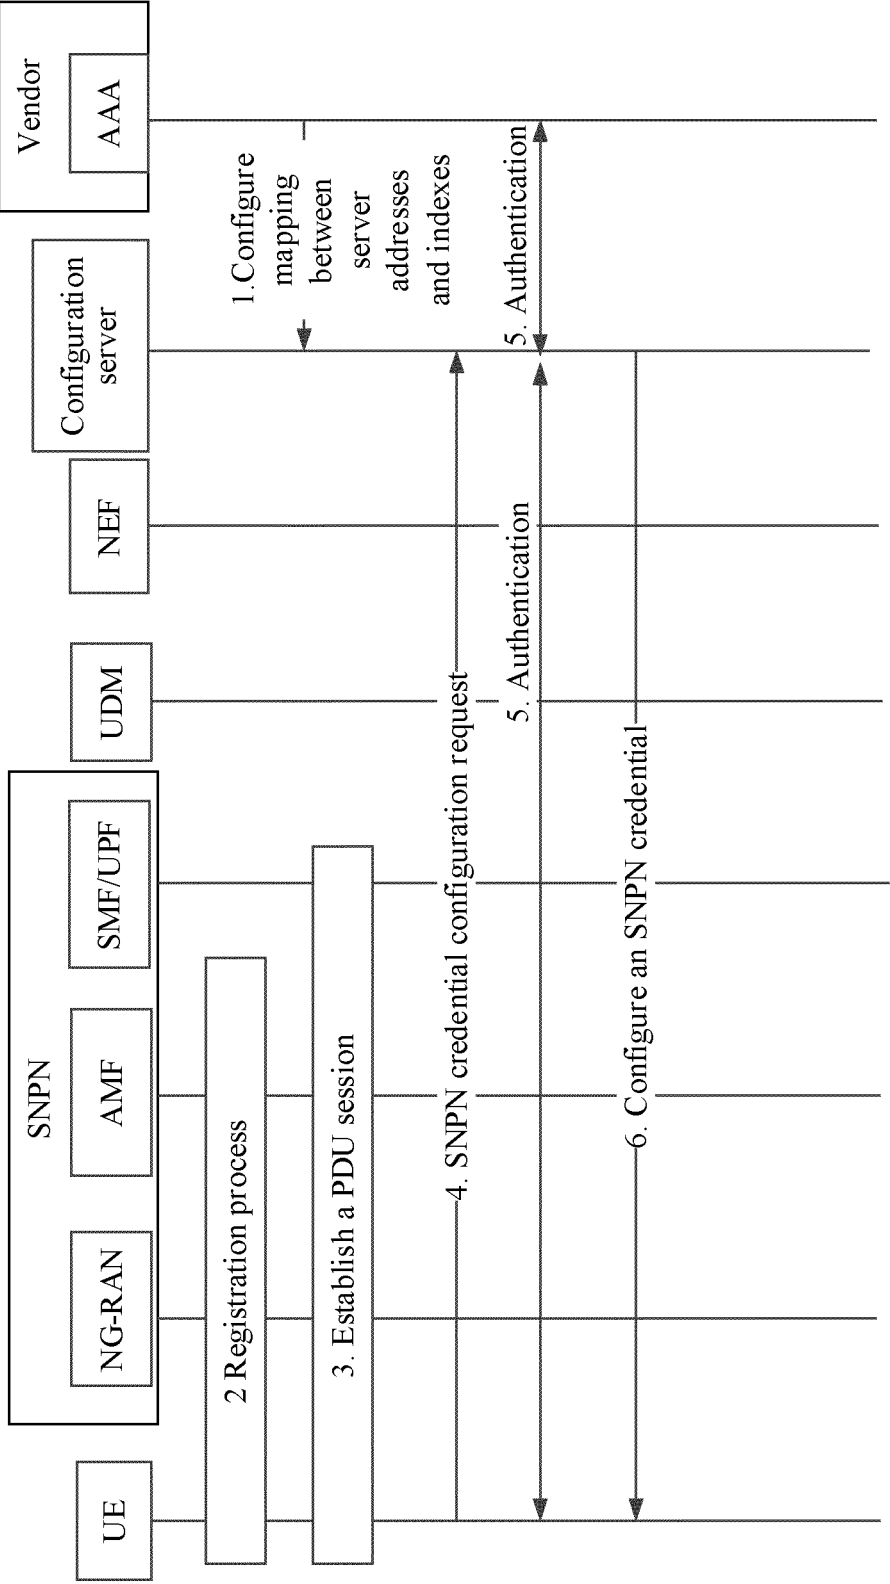 SNPN
Vendor
UE
NG-RAN
AMF
SMF/UPF
UDM
NEF
Configuration
server
AAA
1.Configure
mapping
between
server
addresses
and indexes
2 Registration process
3. Establish a PDU session
4. SNPN credential configuration request
5. Authentication
5. Authentication
6. Configure an SNPN credential